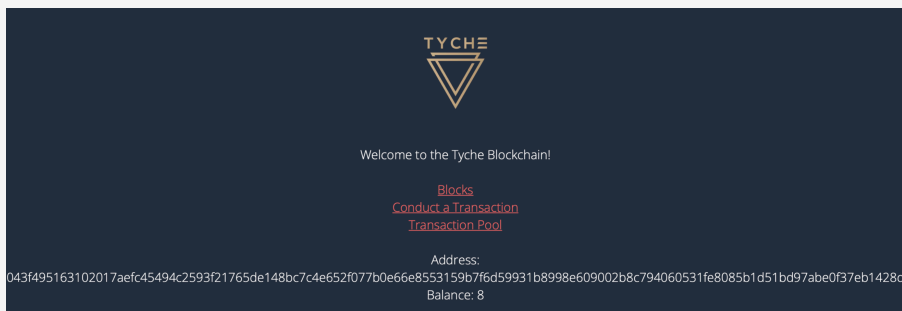 TYCHE
Welcome to the Tyche Blockchain!
Blocks
Conduct a Transaction
Transaction Pool
Address:
043f495163102017aefc45494c2593f21765de148bc7c4e652f077b0e66e8553159b7f6d59931b8998e609002b8c794060531fe8085b1d51bd97abe0f37eb1428c
Balance: 8